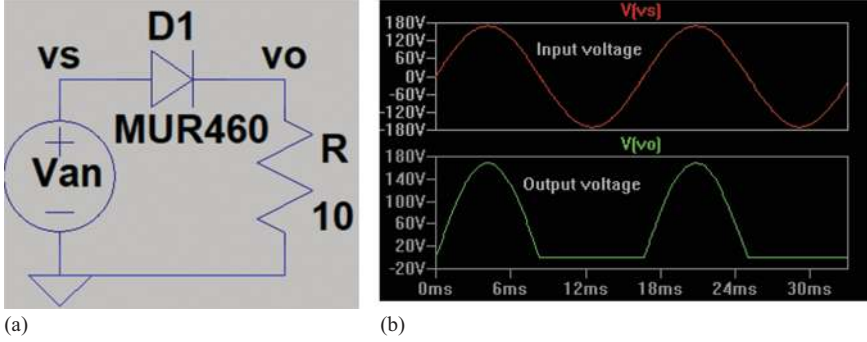 D1
vs
vo
MUR460
Van
R
10
V(vs)
180V
120V
60V
0V
-60V
-120V
-180V
Input voltage
V(vo)
180V
140V
100V
60V
20V
-20V
Output voltage
0ms
6ms
12ms
18ms
24ms
30ms
(a)
(b)